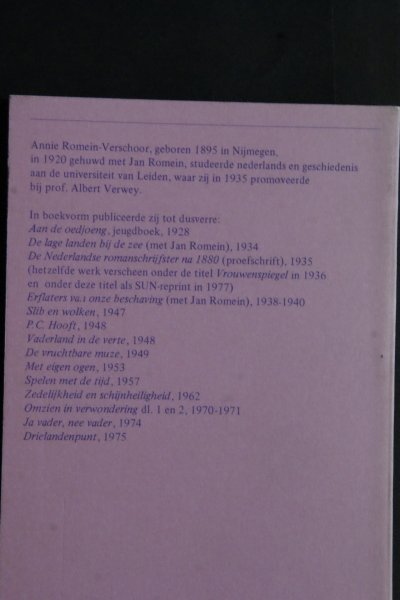 Annie Romein-Verschoor, geboren 1895 in Nijmegen,
in 1920 gehuwd met Jan Romein, studeerde nederlands en geschiedenis
aan de universiteit van Leiden, waar zij in 1935 promoveerde
bij prof. Albert Verwey.
In boekvorm publiceerde zij tot dusverre:
Aan de oedjoeng, jeugdboek, 1928
De lage landen bij de zee (met Jan Romein), 1934
De Nederlandse romanschrijfster na 1880 (proefschrift), 1935
(hetzelfde werk verscheen onder de titel Vrouwenspiegel in 1936
en onder deze titel als SUN-reprint in 1977)
Erflaters van onze beschaving (met Jan Romein), 1938-1940
Slib en wolken, 1947
P.C. Hooft, 1948
Vaderland in de verte, 1948
De vruchtbare muze, 1949
Met eigen ogen, 1953
Spelen met de tijd, 1957
Zedelijkheid en schijnheiligheid, 1962
Omzien in verwondering dl. 1 en 2, 1970-1971
Ja vader, nee vader, 1974
Drielandenpunt, 1975